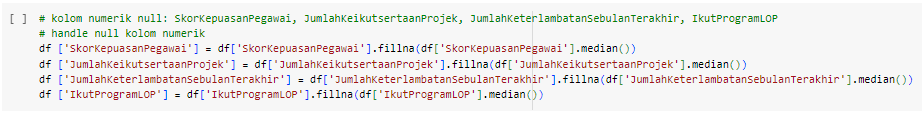 [ ] # kolom numerik null: SkorKepuasanPegawai, JumlahKeikutsertaanProjek, JumlahKeterlambatanSebulanTerakhir, IkutProgramLOP
# handle null kolom numerik
df ['SkorKepuasanPegawai'] = df['SkorKepuasanPegawai'].fillna(df['SkorKepuasanPegawai'].median())
df ['JumlahKeikutsertaanProjek'] = df['JumlahKeikutsertaanProjek'].fillna(df['JumlahKeikutsertaanProjek'].median())
df ['JumlahKeterlambatanSebulanTerakhir'] = df['JumlahKeterlambatanSebulanTerakhir'].fillna(df['JumlahKeterlambatanSebulanTerakhir'].median())
df ['IkutProgramLOP'] = df['IkutProgramLOP'].fillna(df['IkutProgramLOP'].median())